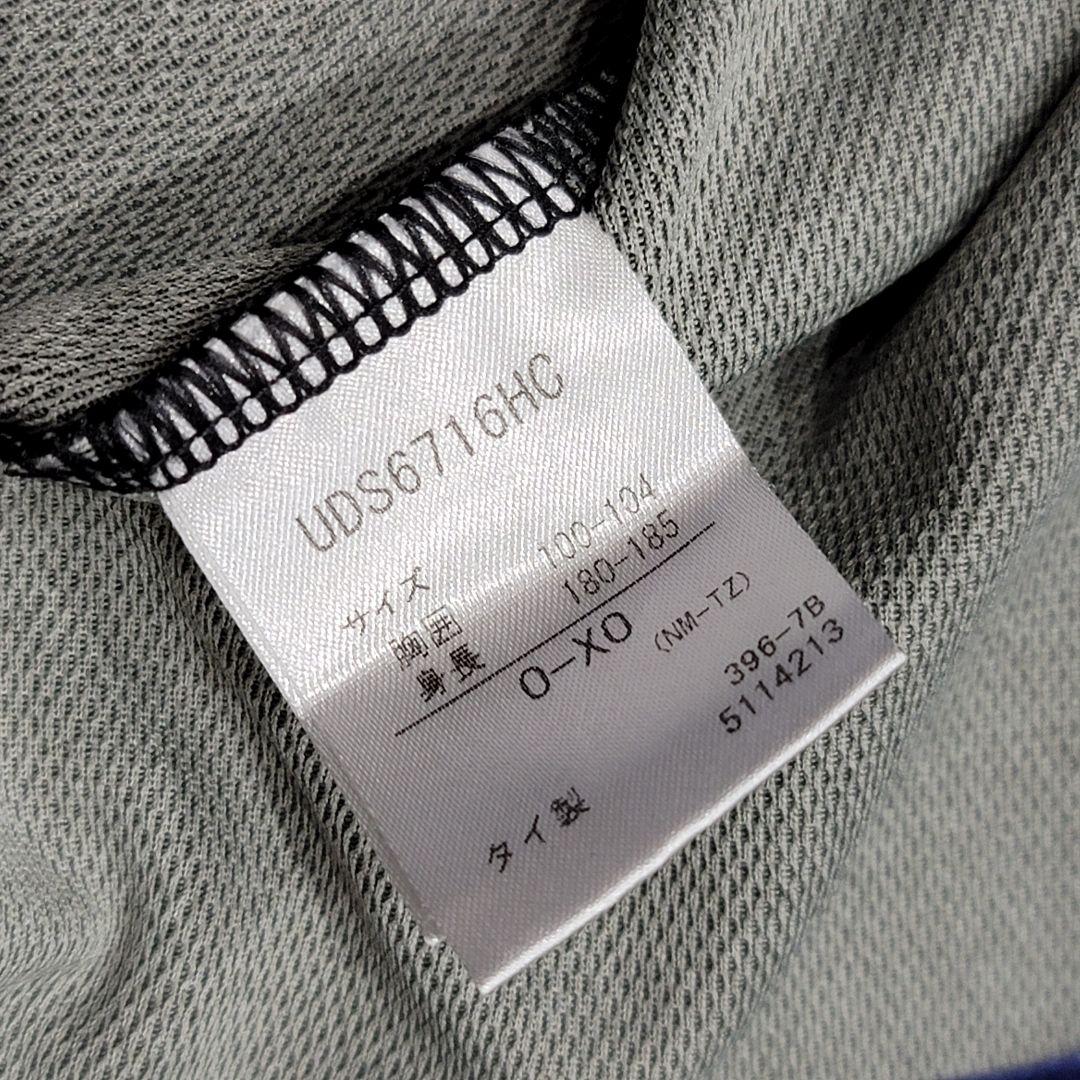 UDS6716HC
サイズ
胸囲 100-104
身長 180-185
O-XO
(NM-TZ)
396-7B
5114213
タイ製